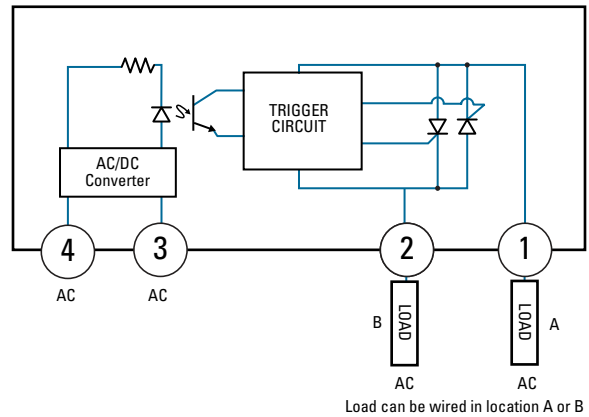 TRIGGER
CIRCUIT
AC/DC
Converter
4
3
2
1
AC
AC
B
LOAD
LOAD
A
AC
AC
Load can be wired in location A or B